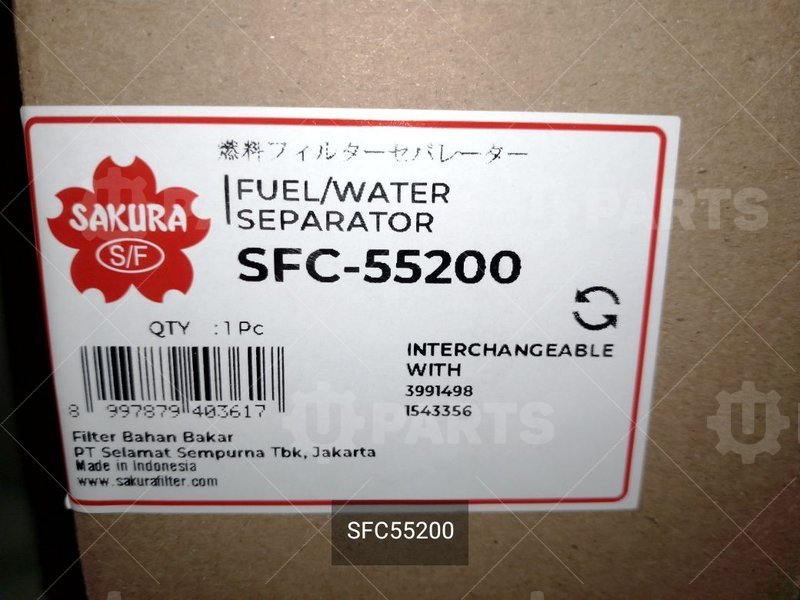 燃料フィルターセパレーター
SAKURA
S/F
FUEL/WATER
SEPARATOR
SFC-55200
QTY : 1 Pc
INTERCHANGEABLE
WITH
3991498
1543356
8 997879 403617
Filter Bahan Bakar
PT Selamat Sempurna Tbk, Jakarta
Made in Indonesia
www.sakurafilter.com
U PARTS
U PARTS
SFC55200